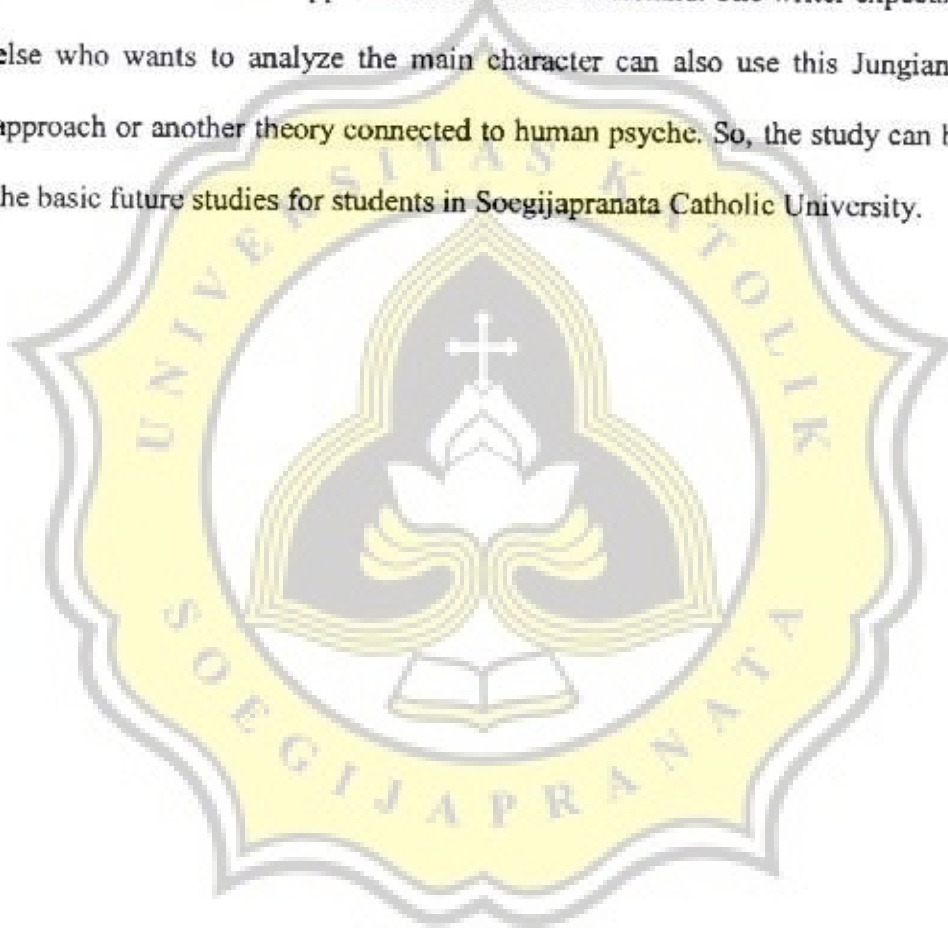 else who wants to analyze the main character can also use this Jungian
approach or another theory connected to human psyche. So, the study can
the basic future studies for students in Soegijapranata Catholic University.
UNIVERSITAS KATOLIK
SOEGIJAPRANATA